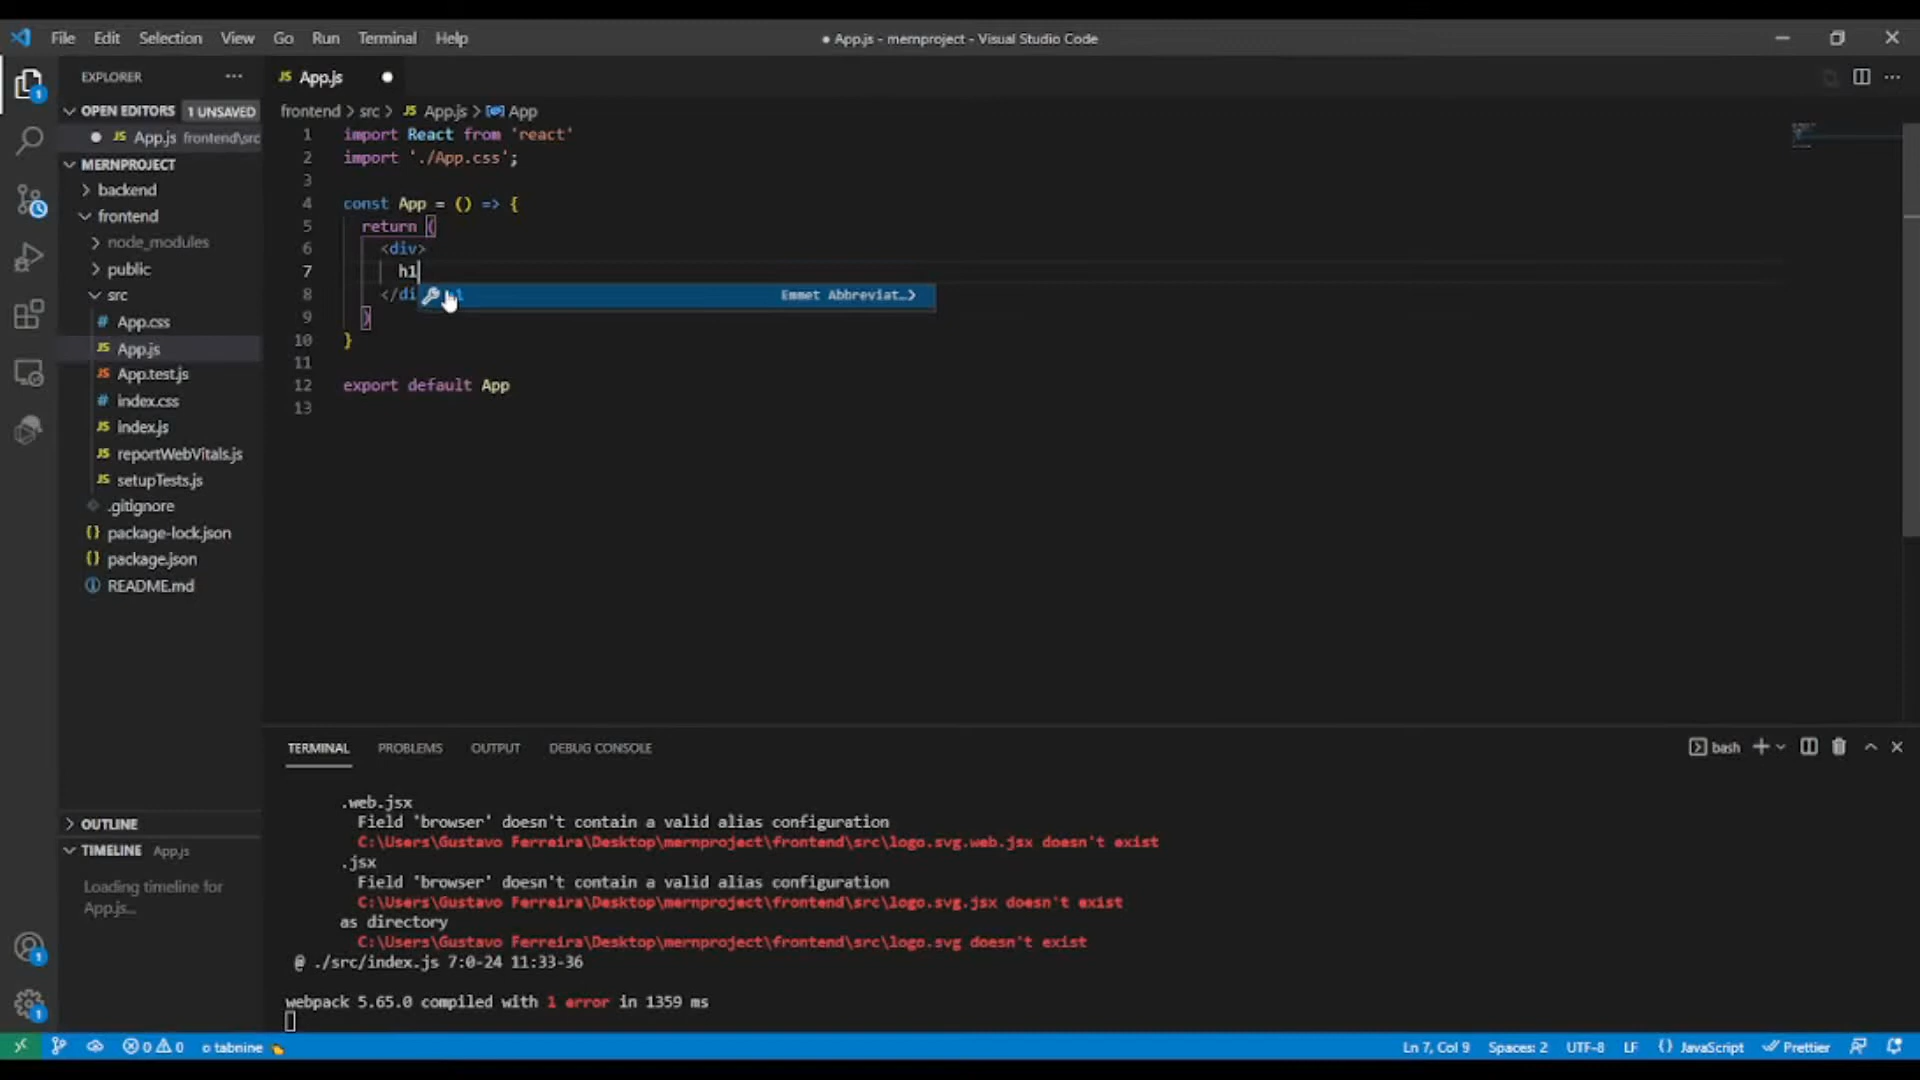 File Edit Selection View Go Run Terminal Help
● App.js - mernproject - Visual Studio Code
EXPLORER
OPEN EDITORS 1 UNSAVED
App.js frontend\src
MERNPROJECT
backend
frontend
node_modules
public
src
App.css
App.js
App.test.js
index.css
index.js
reportWebVitals.js
setupTests.js
.gitignore
package-lock.json
package.json
README.md
OUTLINE
TIMELINE App.js
Loading timeline for
App.js...
JS App.js
frontend > src > JS App.js > App
1 import React from 'react'
2 import './App.css';
3
4 const App = () => {
5 return (
6 <div>
7 h1
8 </di
Emmet Abbreviat…>
9 )
10 }
11
12 export default App
13
TERMINAL PROBLEMS OUTPUT DEBUG CONSOLE
bash
.web.jsx
Field 'browser' doesn't contain a valid alias configuration
C:\Users\Gustavo Ferreira\Desktop\mernproject\frontend\src\logo.svg.web.jsx doesn't exist
.jsx
Field 'browser' doesn't contain a valid alias configuration
C:\Users\Gustavo Ferreira\Desktop\mernproject\frontend\src\logo.svg.jsx doesn't exist
as directory
C:\Users\Gustavo Ferreira\Desktop\mernproject\frontend\src\logo.svg doesn't exist
@ ./src/index.js 7:0-24 11:33-36
webpack 5.65.0 compiled with 1 error in 1359 ms
0 0 tabnine
Ln 7, Col 9 Spaces: 2 UTF-8 LF {} JavaScript Prettier